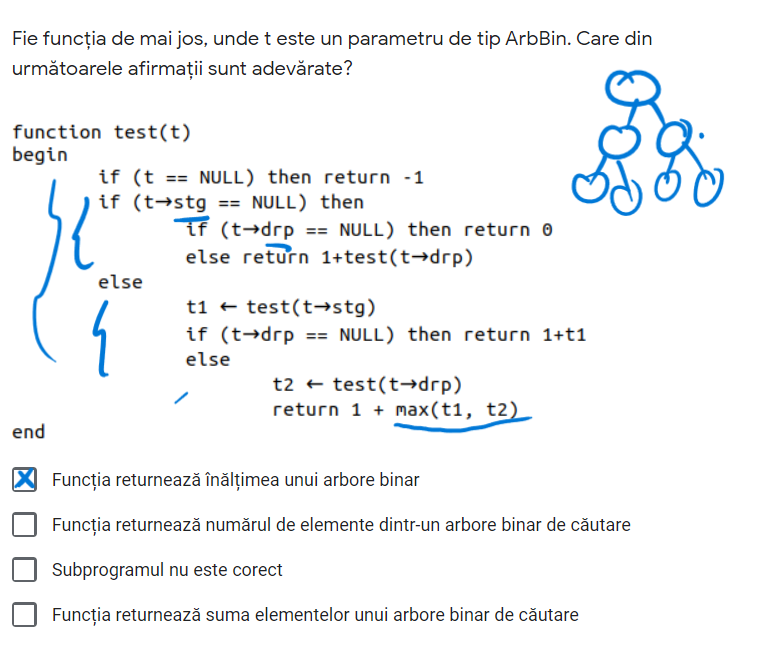 Fie funcția de mai jos, unde t este un parametru de tip ArbBin. Care din
următoarele afirmații sunt adevărate?
function test(t)
begin
if (t == NULL) then return -1
if (t→stg == NULL) then
if (t→drp == NULL) then return 0
else return 1+test(t→drp)
else
t1 ← test(t→stg)
if (t→drp == NULL) then return 1+t1
else
t2 ← test(t→drp)
return 1 + max(t1, t2)
end
Funcția returnează înălțimea unui arbore binar
Funcția returnează numărul de elemente dintr-un arbore binar de căutare
Subprogramul nu este corect
Funcția returnează suma elementelor unui arbore binar de căutare